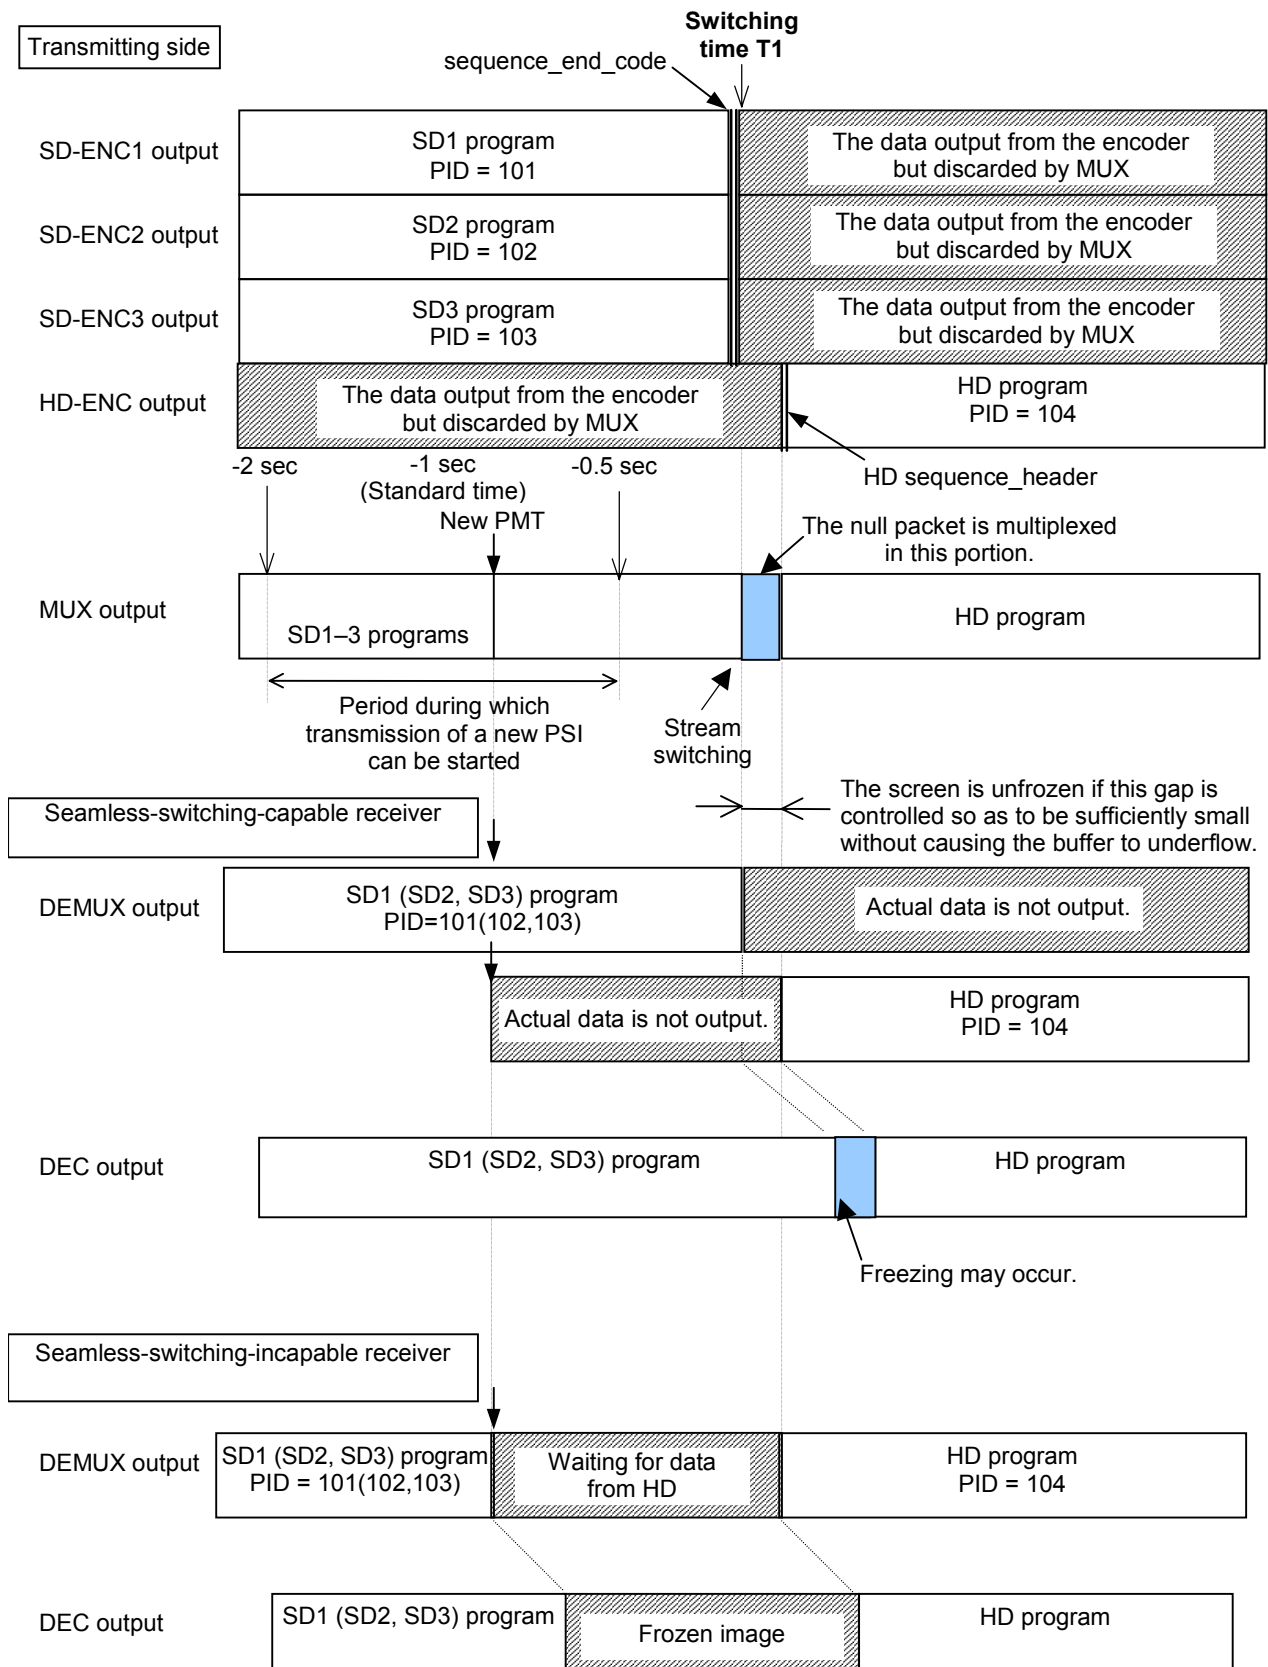 Transmitting side
Switching
time T1
sequence_end_code
SD-ENC1 output
SD1 program
PID = 101
The data output from the encoder
but discarded by MUX
SD-ENC2 output
SD2 program
PID = 102
The data output from the encoder
but discarded by MUX
SD-ENC3 output
SD3 program
PID = 103
The data output from the encoder
but discarded by MUX
HD-ENC output
The data output from the encoder
but discarded by MUX
HD program
PID = 104
-2 sec
-1 sec
(Standard time)
New PMT
-0.5 sec
HD sequence_header
The null packet is multiplexed
in this portion.
MUX output
SD1–3 programs
HD program
Period during which
transmission of a new PSI
can be started
Stream
switching
The screen is unfrozen if this gap is
controlled so as to be sufficiently small
without causing the buffer to underflow.
Seamless-switching-capable receiver
DEMUX output
SD1 (SD2, SD3) program
PID=101(102,103)
Actual data is not output.
Actual data is not output.
HD program
PID = 104
DEC output
SD1 (SD2, SD3) program
HD program
Freezing may occur.
Seamless-switching-incapable receiver
DEMUX output
SD1 (SD2, SD3) program
PID = 101(102,103)
Waiting for data
from HD
HD program
PID = 104
DEC output
SD1 (SD2, SD3) program
Frozen image
HD program